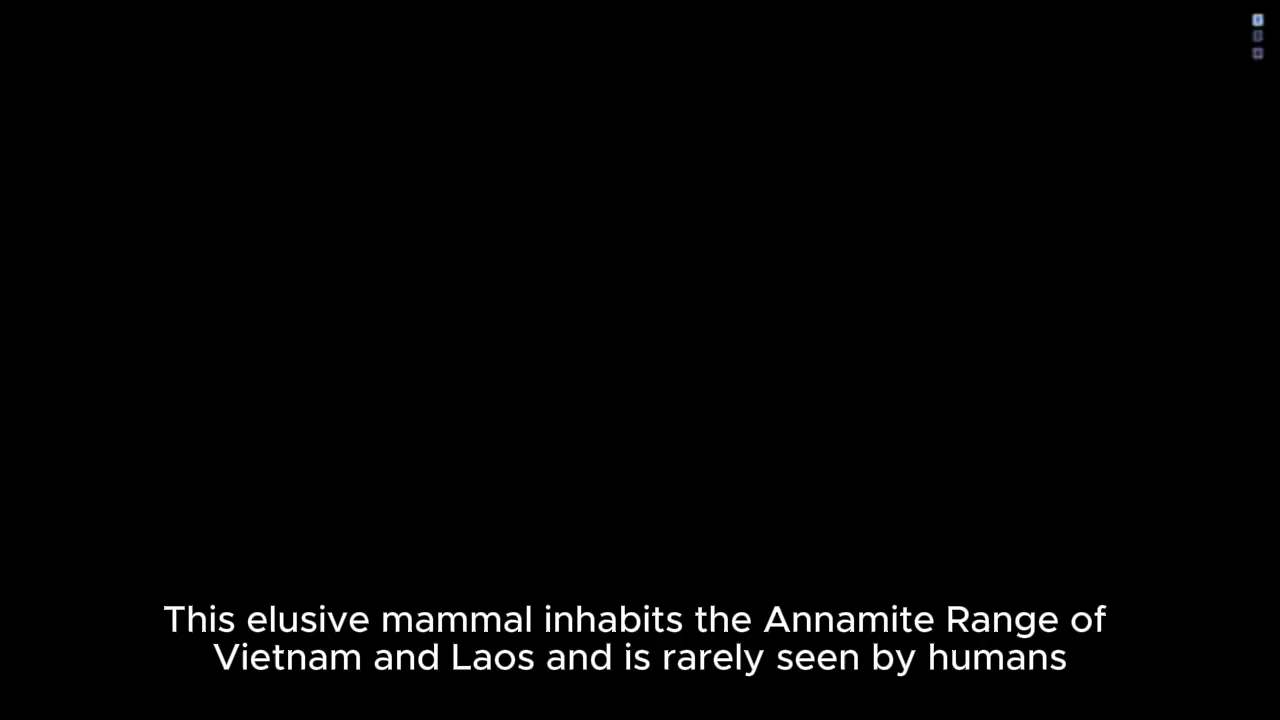 This elusive mammal inhabits the Annamite Range of
Vietnam and Laos and is rarely seen by humans